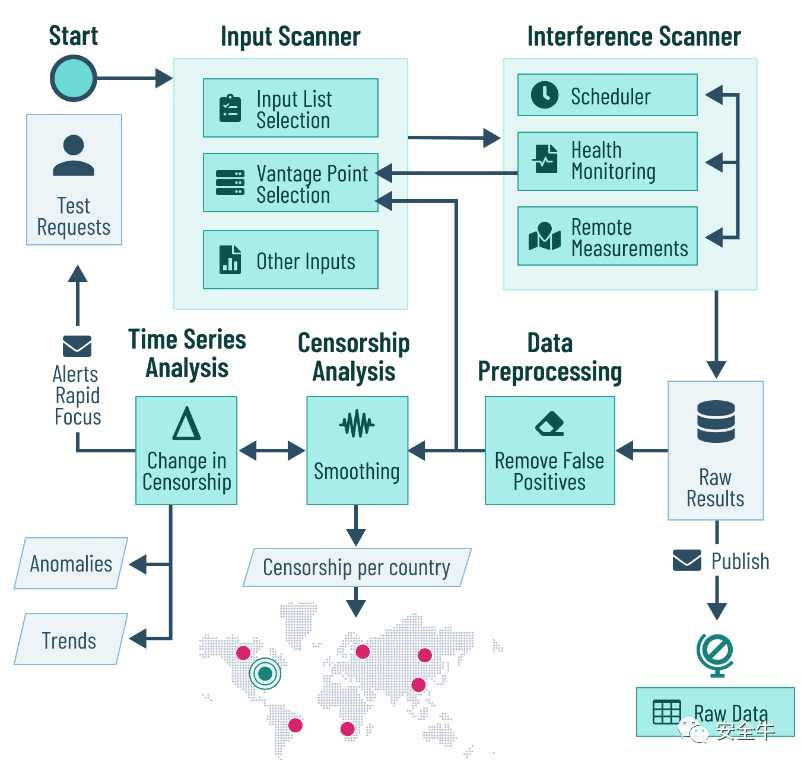 Start
Input Scanner
Interference Scanner
Input List
Selection
Vantage Point
Selection
Other Inputs
Scheduler
Health
Monitoring
Remote
Measurements
Test
Requests
Alerts
Rapid
Focus
Time Series
Analysis
Change in
Censorship
Censorship
Analysis
Smoothing
Data
Preprocessing
Remove False
Positives
Raw
Results
Anomalies
Trends
Censorship per country
Publish
Raw Data
安全牛